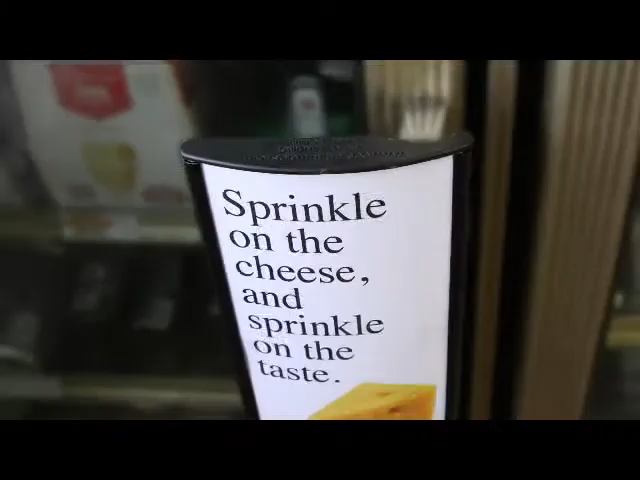 Sprinkle
on the
cheese,
and
sprinkle
on the
taste.